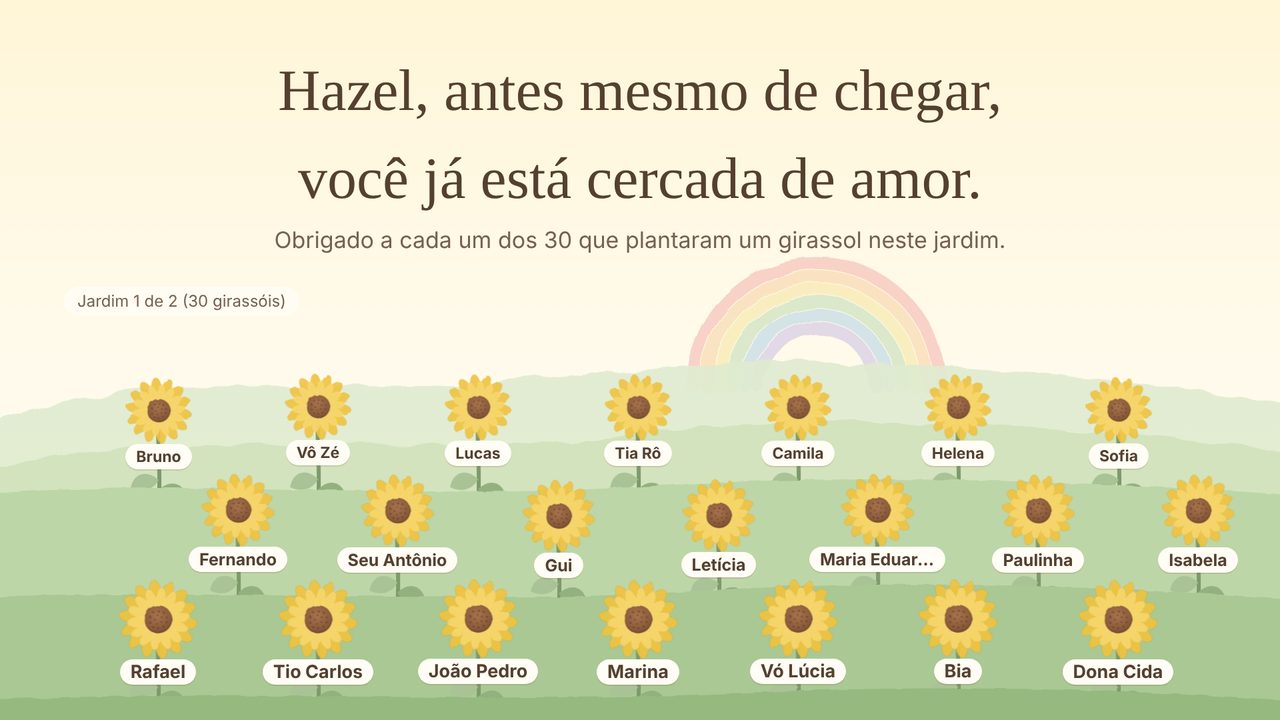 Hazel, antes mesmo de chegar,
você já está cercada de amor.
Obrigado a cada um dos 30 que plantaram um girassol neste jardim.
Jardim 1 de 2 (30 girassóis)
Bruno
Vô Zé
Lucas
Tia Rô
Camila
Helena
Sofia
Fernando
Seu Antônio
Gui
Letícia
Maria Eduar...
Paulinha
Isabela
Rafael
Tio Carlos
João Pedro
Marina
Vó Lúcia
Bia
Dona Cida